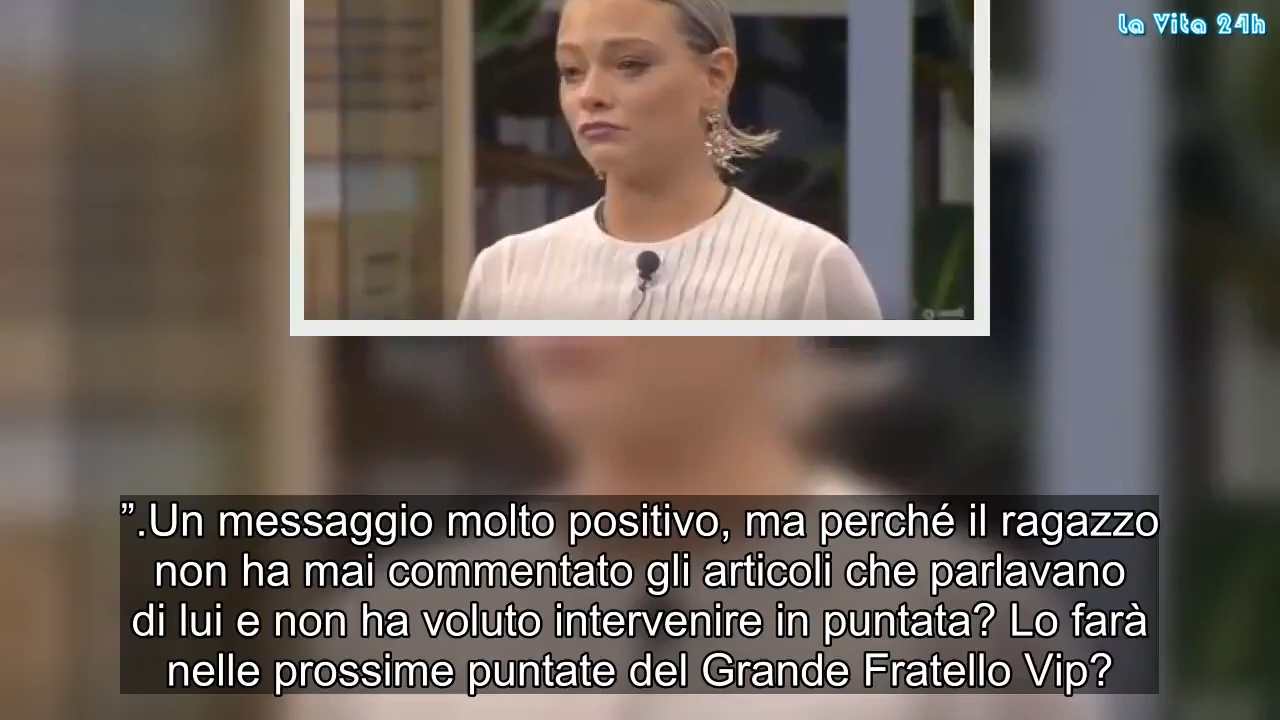 La Vita 24h
”.Un messaggio molto positivo, ma perché il ragazzo
non ha mai commentato gli articoli che parlavano
di lui e non ha voluto intervenire in puntata? Lo farà
nelle prossime puntate del Grande Fratello Vip?